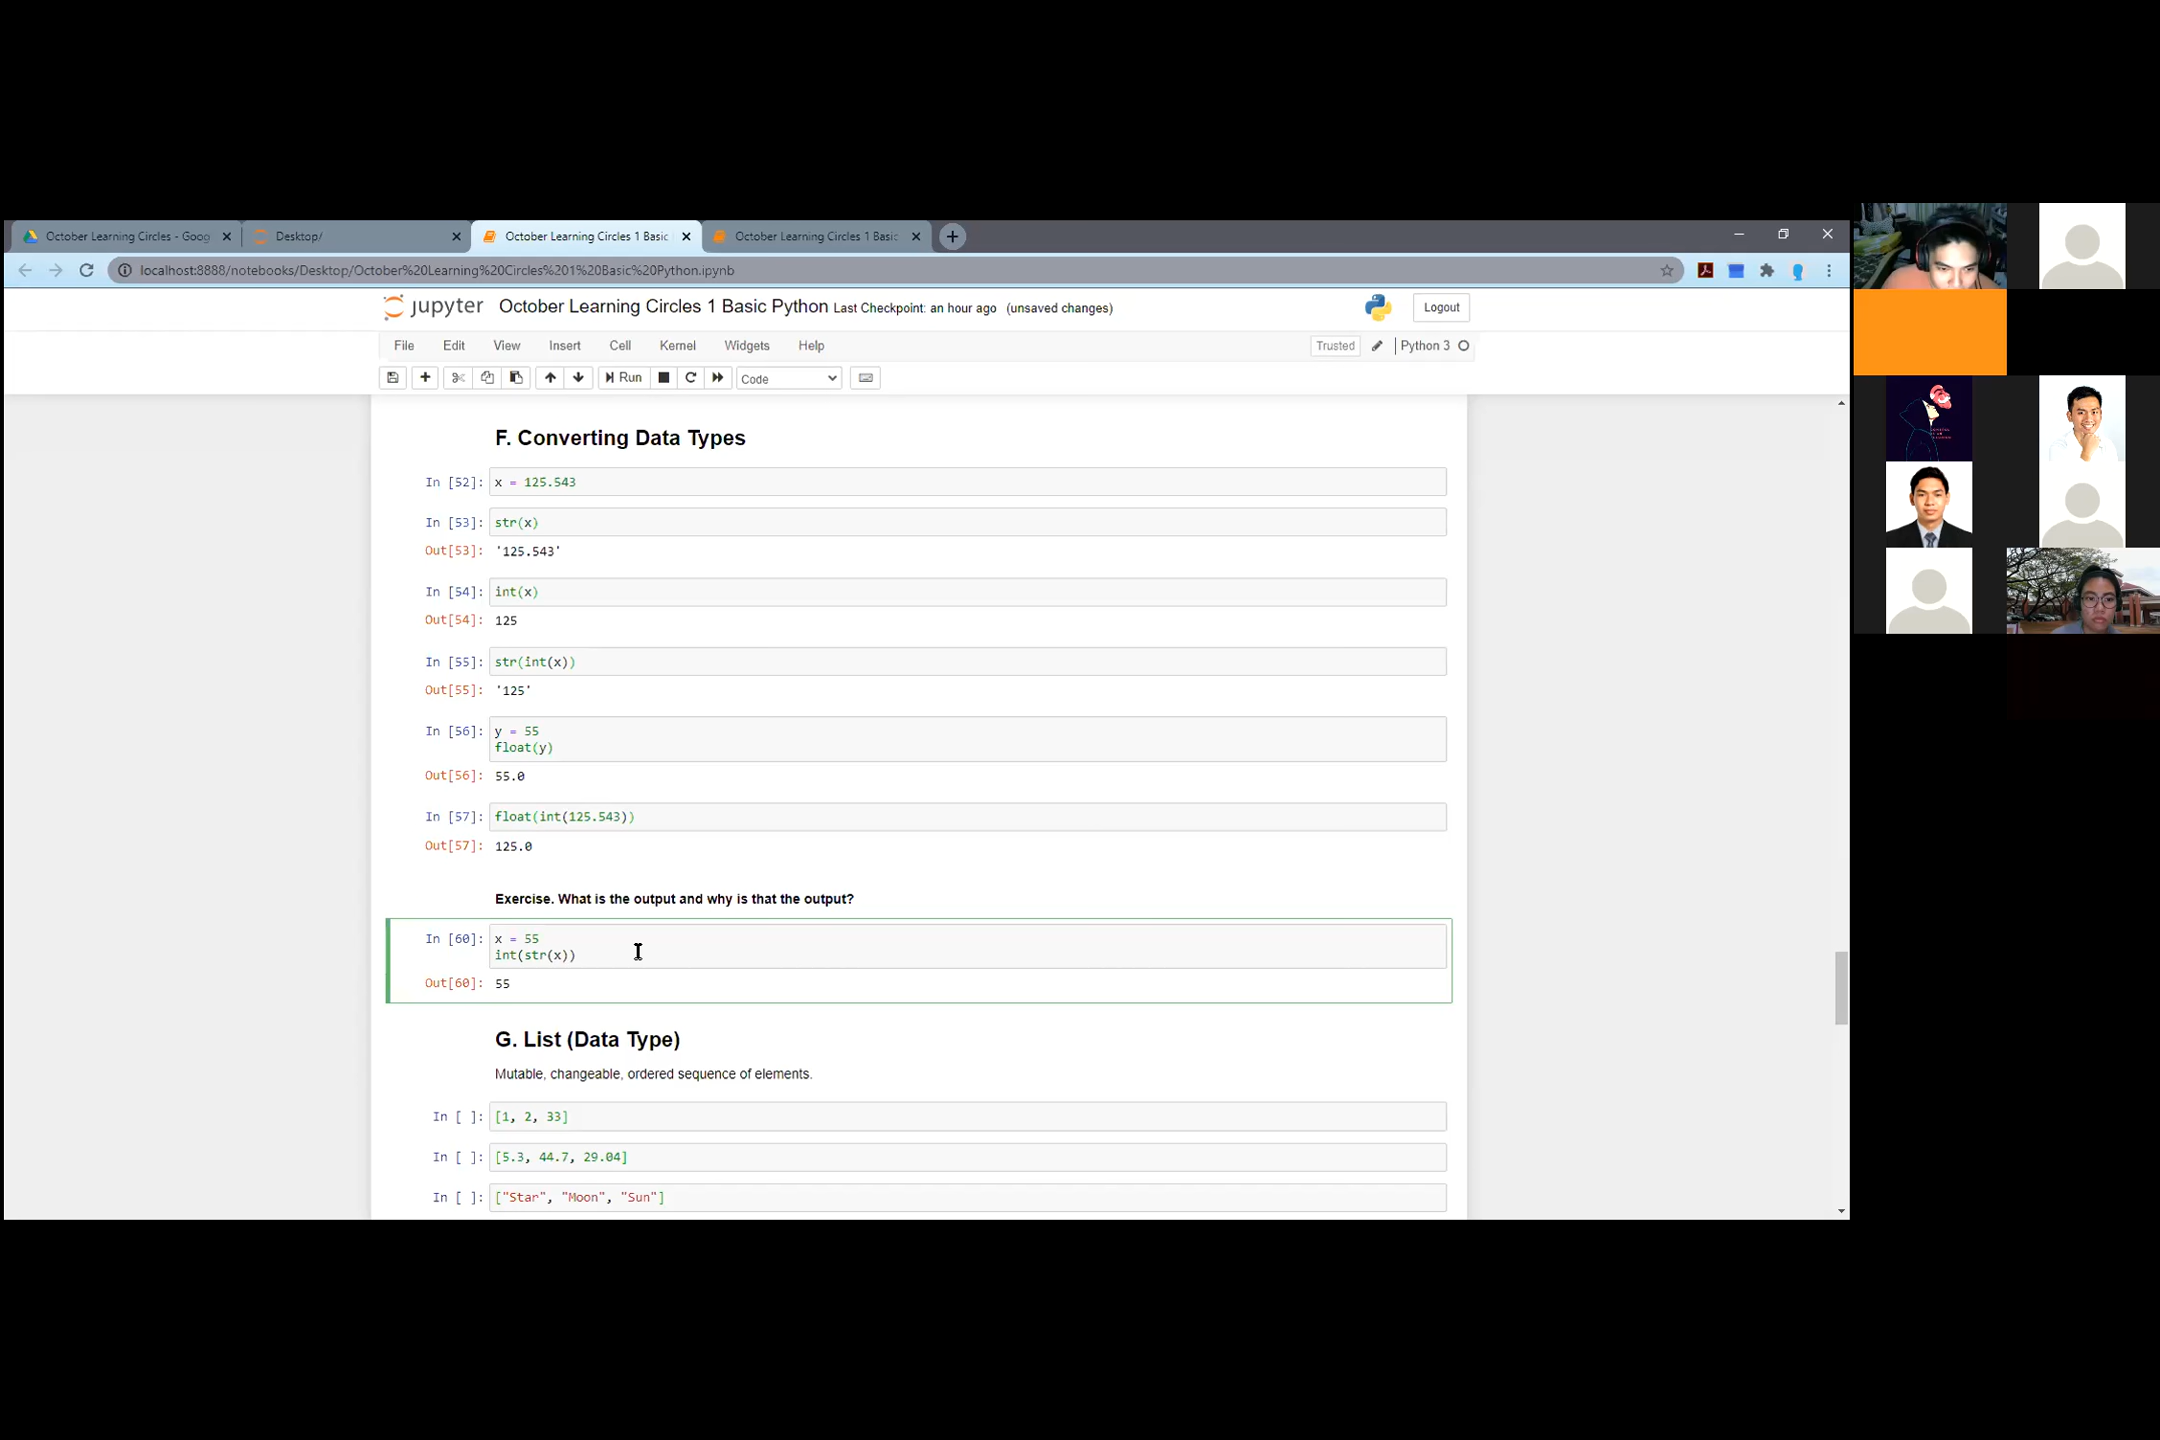 October Learning Circles - Goog
Desktop/
October Learning Circles 1 Basic
October Learning Circles 1 Basic
localhost:8888/notebooks/Desktop/October%20Learning%20Circles%201%20Basic%20Python.ipynb
jupyter October Learning Circles 1 Basic Python Last Checkpoint: an hour ago (unsaved changes)
Logout
File Edit View Insert Cell Kernel Widgets Help
Trusted Python 3
Run Code
F. Converting Data Types
In [52]: x = 125.543
In [53]: str(x)
Out[53]: '125.543'
In [54]: int(x)
Out[54]: 125
In [55]: str(int(x))
Out[55]: '125'
In [56]: y = 55
float(y)
Out[56]: 55.0
In [57]: float(int(125.543))
Out[57]: 125.0
Exercise. What is the output and why is that the output?
In [60]: x = 55
int(str(x))
Out[60]: 55
G. List (Data Type)
Mutable, changeable, ordered sequence of elements.
In [ ]: [1, 2, 33]
In [ ]: [5.3, 44.7, 29.04]
In [ ]: ["Star", "Moon", "Sun"]